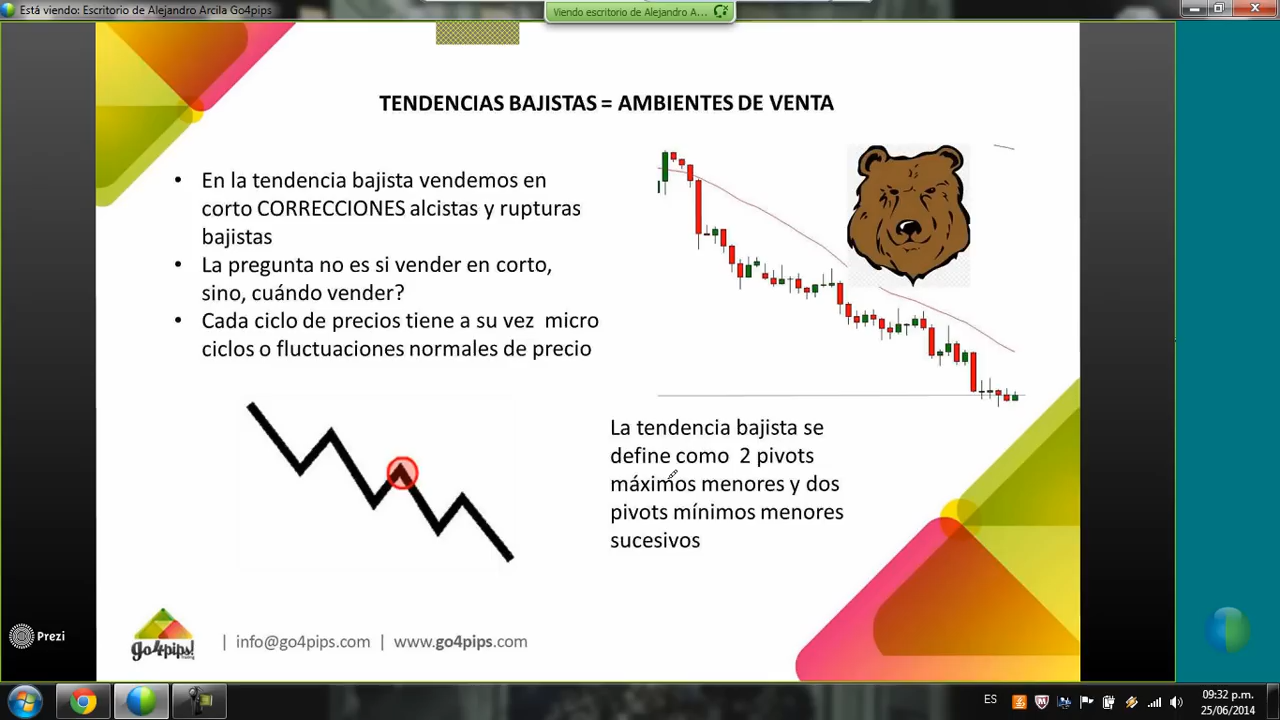 Está viendo: Escritorio de Alejandro Arcila Go4pips
Viendo escritorio de Alejandro A...
TENDENCIAS BAJISTAS = AMBIENTES DE VENTA
• En la tendencia bajista vendemos en
corto CORRECCIONES alcistas y rupturas
bajistas
• La pregunta no es si vender en corto,
sino, cuándo vender?
• Cada ciclo de precios tiene a su vez micro
ciclos o fluctuaciones normales de precio
La tendencia bajista se
define como 2 pivots
máximos menores y dos
pivots mínimos menores
sucesivos
Prezi
go4pips!
| info@go4pips.com | www.go4pips.com
ES
09:32 p.m.
25/06/2014